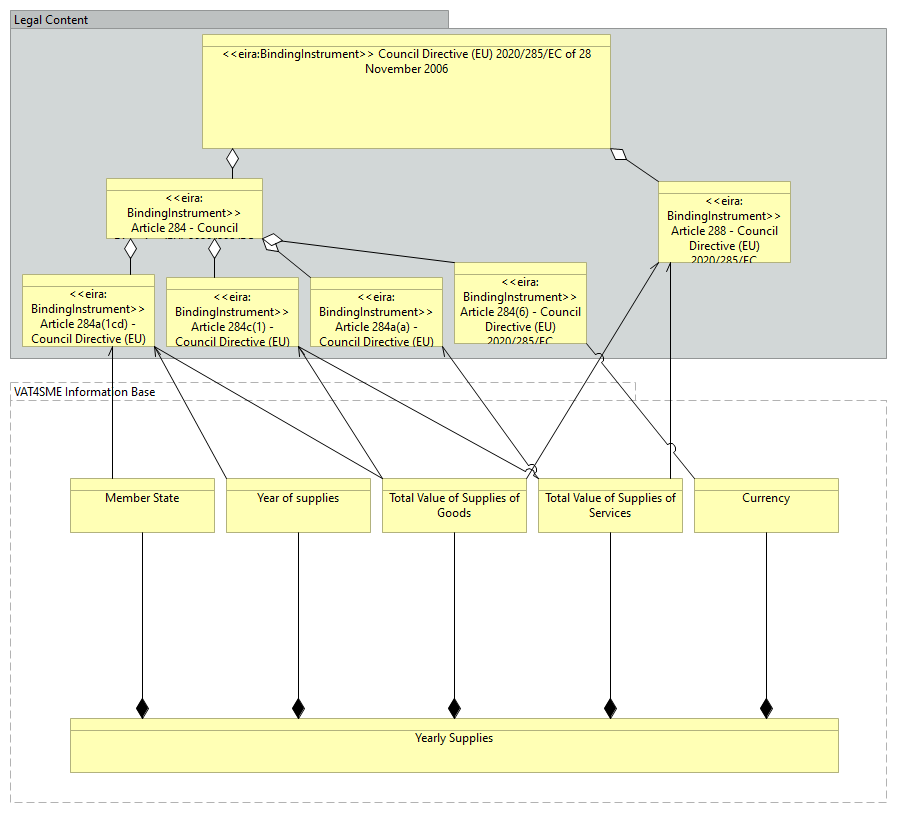 Legal Content
<<eira:BindingInstrument>> Council Directive (EU) 2020/285/EC of 28
November 2006
<<eira:
BindingInstrument>>
Article 284 - Council
<<eira:
BindingInstrument>>
Article 288 - Council
Directive (EU)
2020/285/EC
<<eira:
BindingInstrument>>
Article 284a(1cd) -
Council Directive (EU)
<<eira:
BindingInstrument>>
Article 284c(1) -
Council Directive (EU)
<<eira:
BindingInstrument>>
Article 284a(a) -
Council Directive (EU)
<<eira:
BindingInstrument>>
Article 284(6) - Council
Directive (EU)
2020/285/EC
VAT4SME Information Base
Member State
Year of supplies
Total Value of Supplies of
Goods
Total Value of Supplies of
Services
Currency
Yearly Supplies